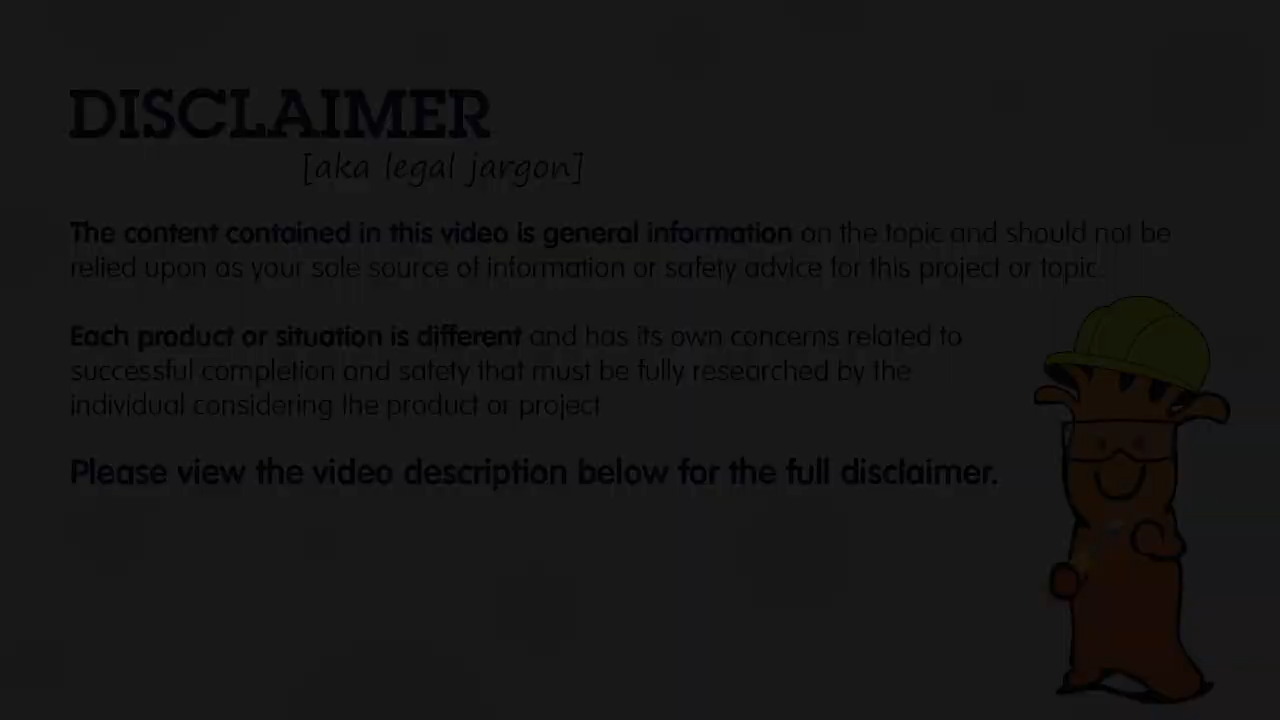 DISCLAIMER
[aka legal jargon]
The content contained in this video is general information on the topic and should not be
relied upon as your sole source of information or safety advice for this project or topic.
Each product or situation is different and has its own concerns related to
successful completion and safety that must be fully researched by the
individual considering the product or project
Please view the video description below for the full disclaimer.